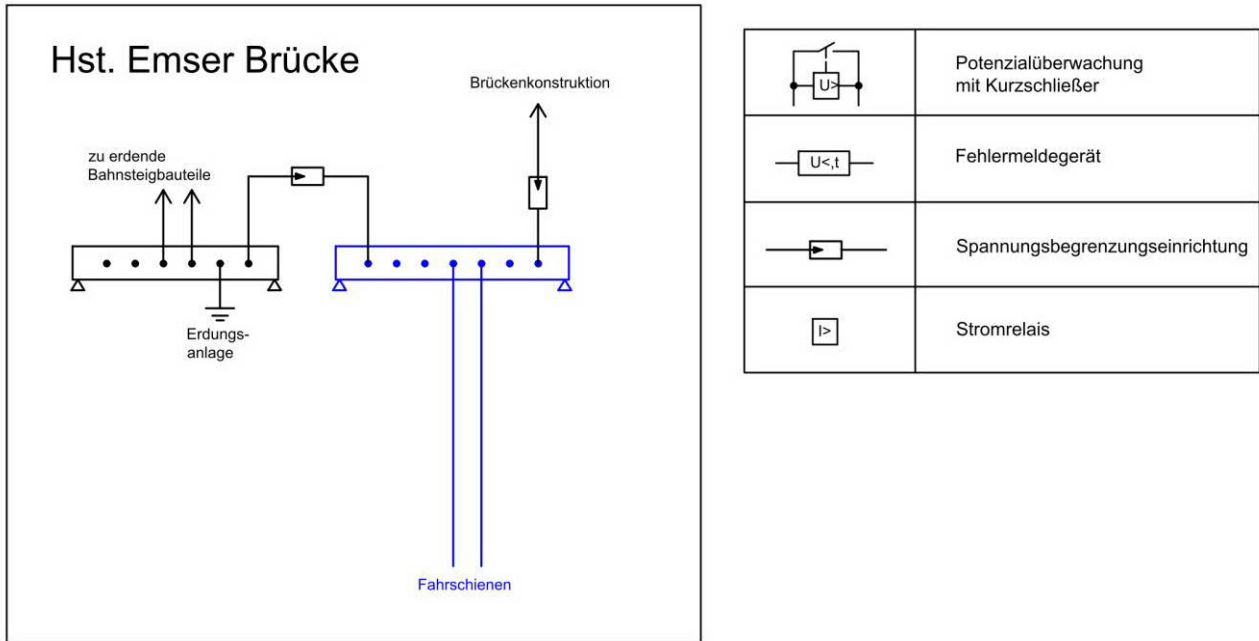 Hst. Emser Brücke
Brückenkonstruktion
zu erdende
Bahnsteigbauteile
Erdungs-
anlage
Fahrschienen
U>
Potenzialüberwachung
mit Kurzschließer
U<,t
Fehlermeldegerät
Spannungsbegrenzungseinrichtung
I>
Stromrelais